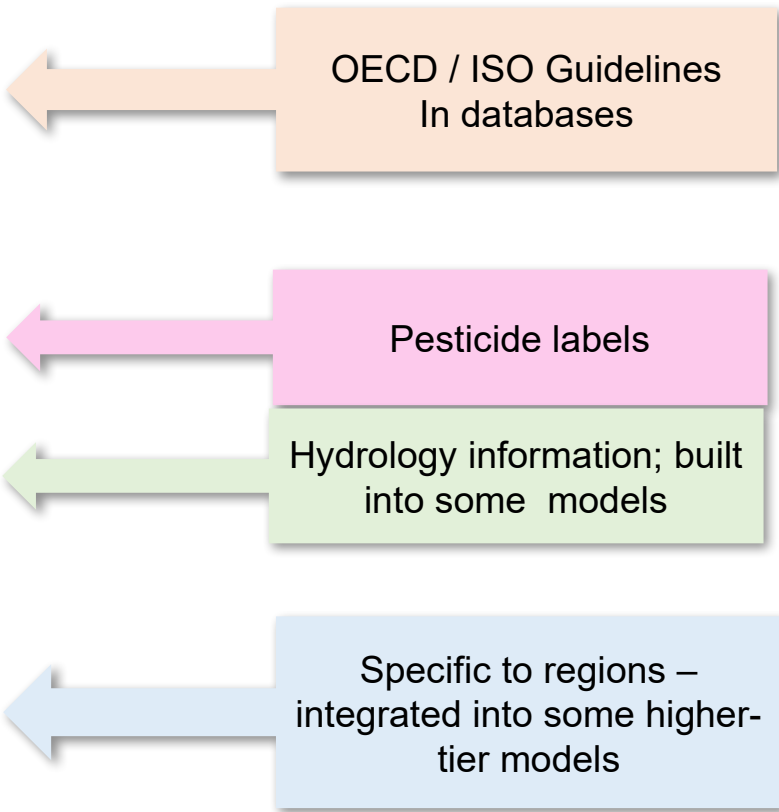 OECD / ISO Guidelines
In databases
Pesticide labels
Hydrology information; built
into some  models
Specific to regions –
integrated into some higher-
tier models